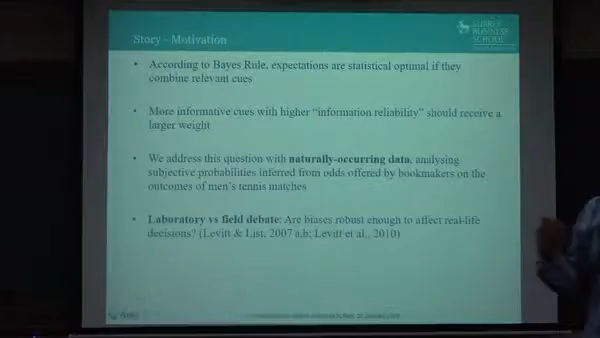 SURREY
BUSINESS
SCHOOL
Story - Motivation
• According to Bayes Rule, expectations are statistical optimal if they
combine relevant cues
• More informative cues with higher “information reliability” should receive a
larger weight
• We address this question with naturally-occurring data, analysing
subjective probabilities inferred from odds offered by bookmakers on the
outcomes of men's tennis matches
• Laboratory vs field debate: Are biases robust enough to affect real-life
decisions? (Levitt & List, 2007 a,b; Levitt et al., 2010)